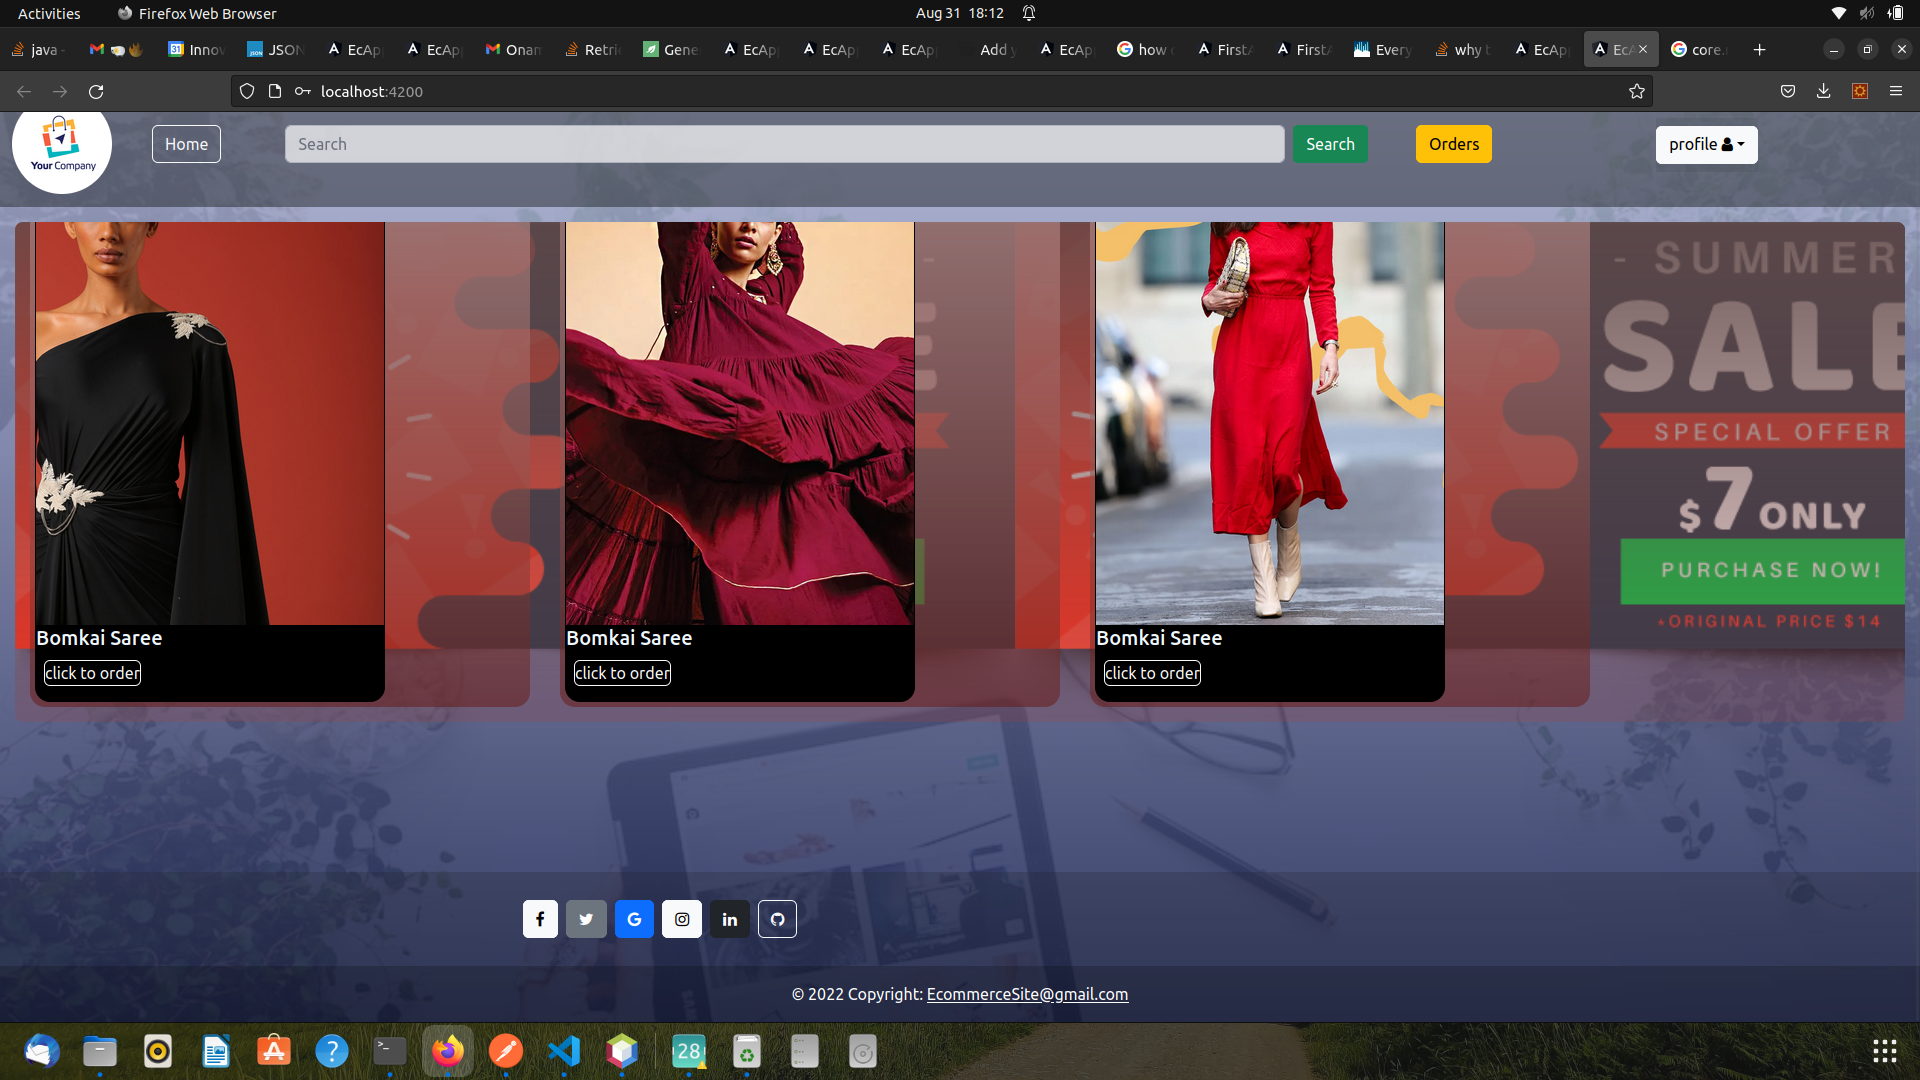 Activities
Firefox Web Browser
Aug 31 18:12
java -
Innov
JSON
EcAp
EcAp
Onam
Retri
Gene
EcAp
EcAp
EcAp
Add y
EcAp
how
First
First
Every
why t
EcAp
EcA
core.
localhost:4200
Your Company
Home
Search
Search
Orders
profile
- SUMMER
SALE
SPECIAL OFFER
$7 ONLY
PURCHASE NOW!
*ORIGINAL PRICE $14
Bomkai Saree
click to order
Bomkai Saree
click to order
Bomkai Saree
click to order
© 2022 Copyright: EcommerceSite@gmail.com
28